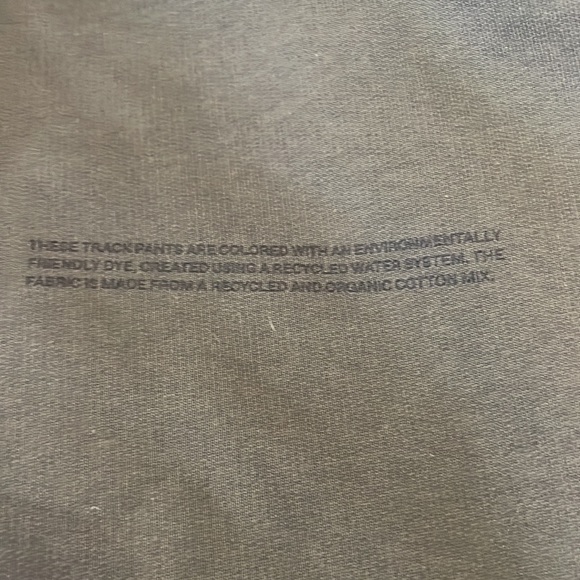 THESE TRACK PANTS ARE COLORED WITH AN ENVIRONMENTALLY
FRIENDLY DYE, CREATED USING A RECYCLED WATER SYSTEM. THE
FABRIC IS MADE FROM A RECYCLED AND ORGANIC COTTON MIX.